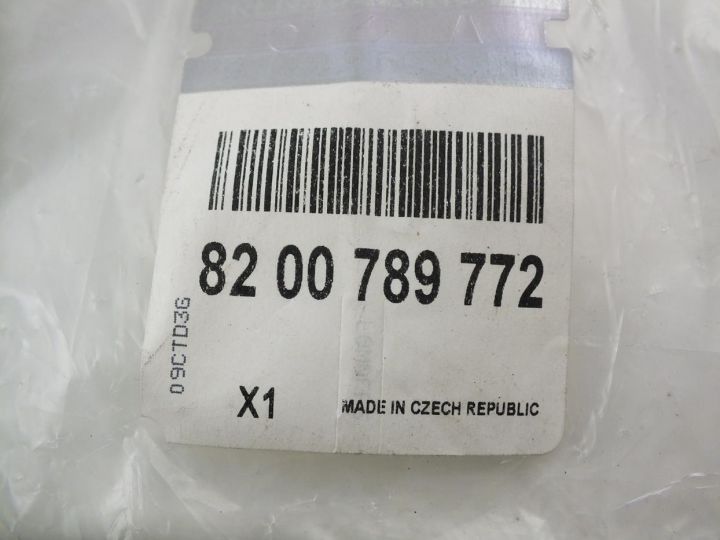 82 00 789 772
09CTD3G
X1
MADE IN CZECH REPUBLIC